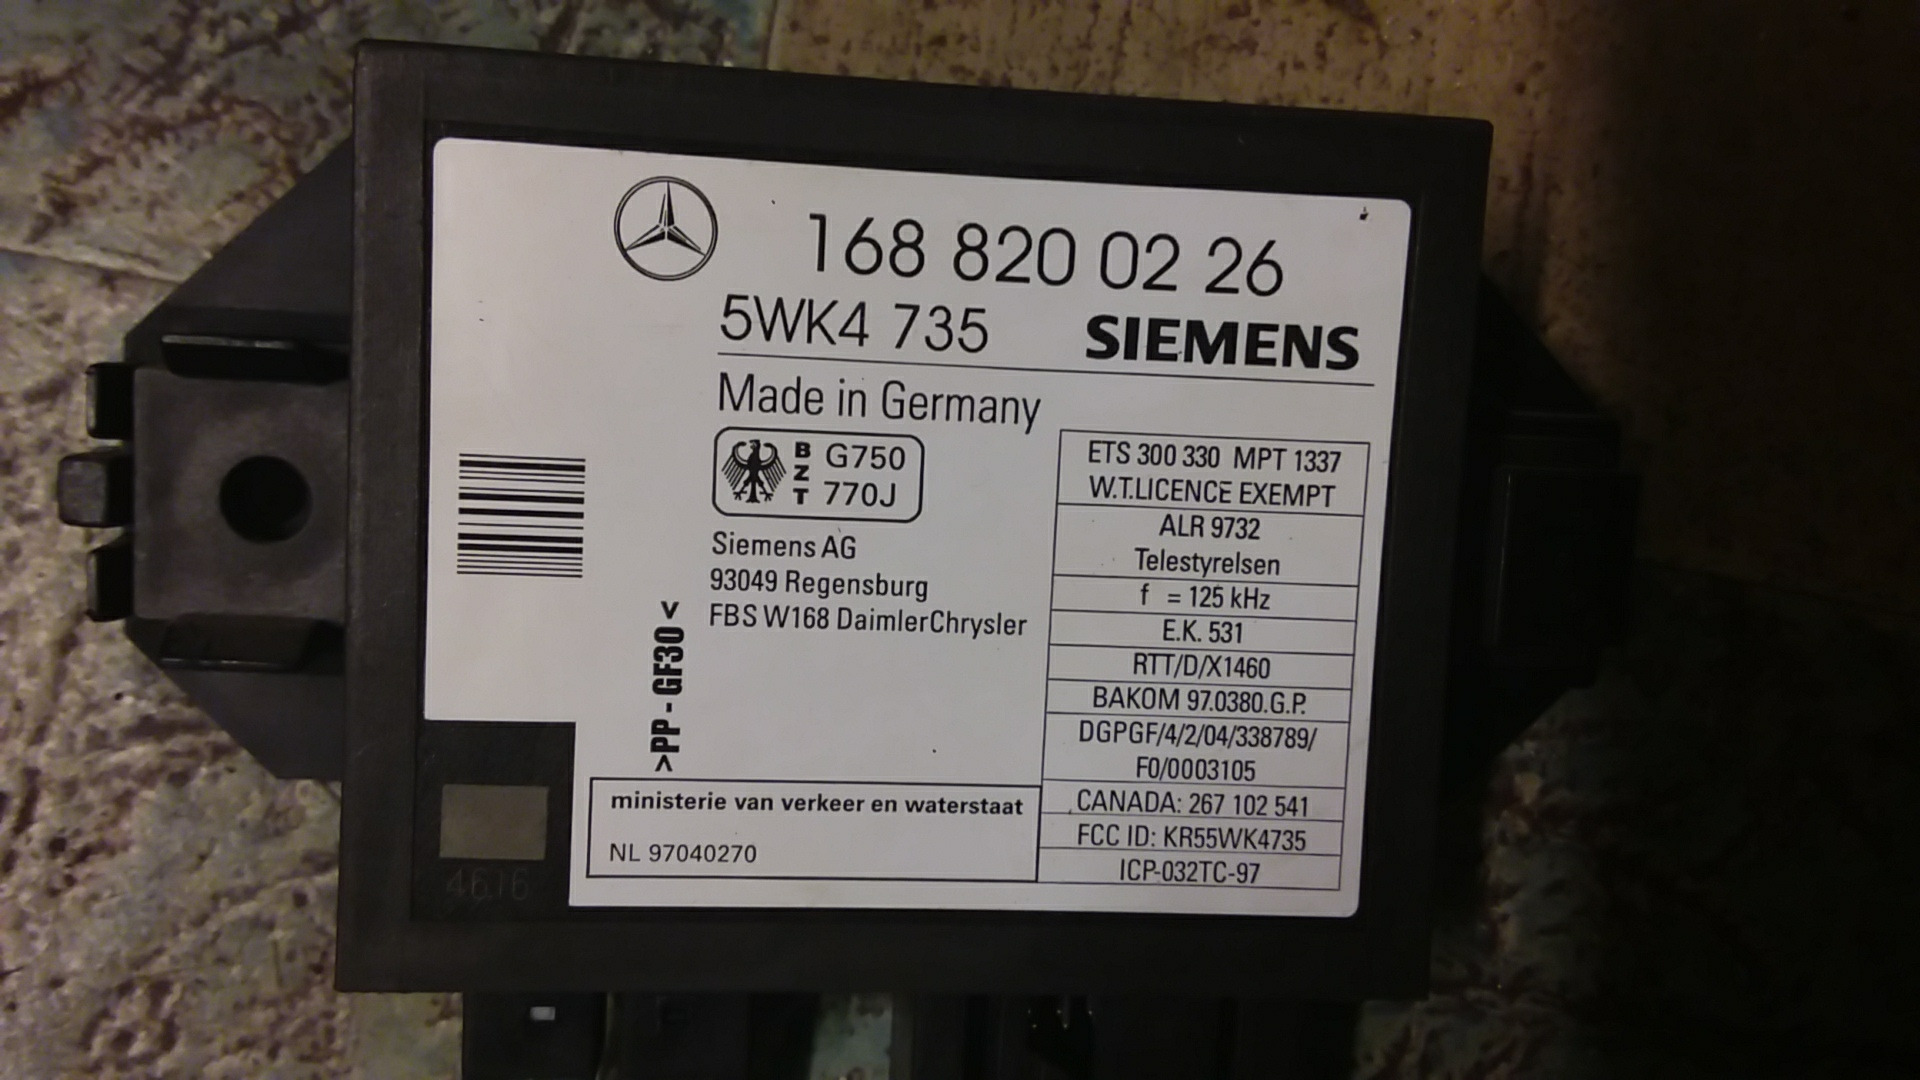 168 820 02 26
5WK4 735 SIEMENS
Made in Germany
BZT G750
770J
Siemens AG
93049 Regensburg
FBS W168 DaimlerChrysler
>PP-GF30<
ETS 300 330 MPT 1337
W.T.LICENCE EXEMPT
ALR 9732
Telestyrelsen
f = 125 kHz
E.K. 531
RTT/D/X1460
BAKOM 97.0380.G.P.
DGPGF/4/2/04/338789/
F0/0003105
CANADA: 267 102 541
FCC ID: KR55WK4735
ICP-032TC-97
ministerie van verkeer en waterstaat
NL 97040270